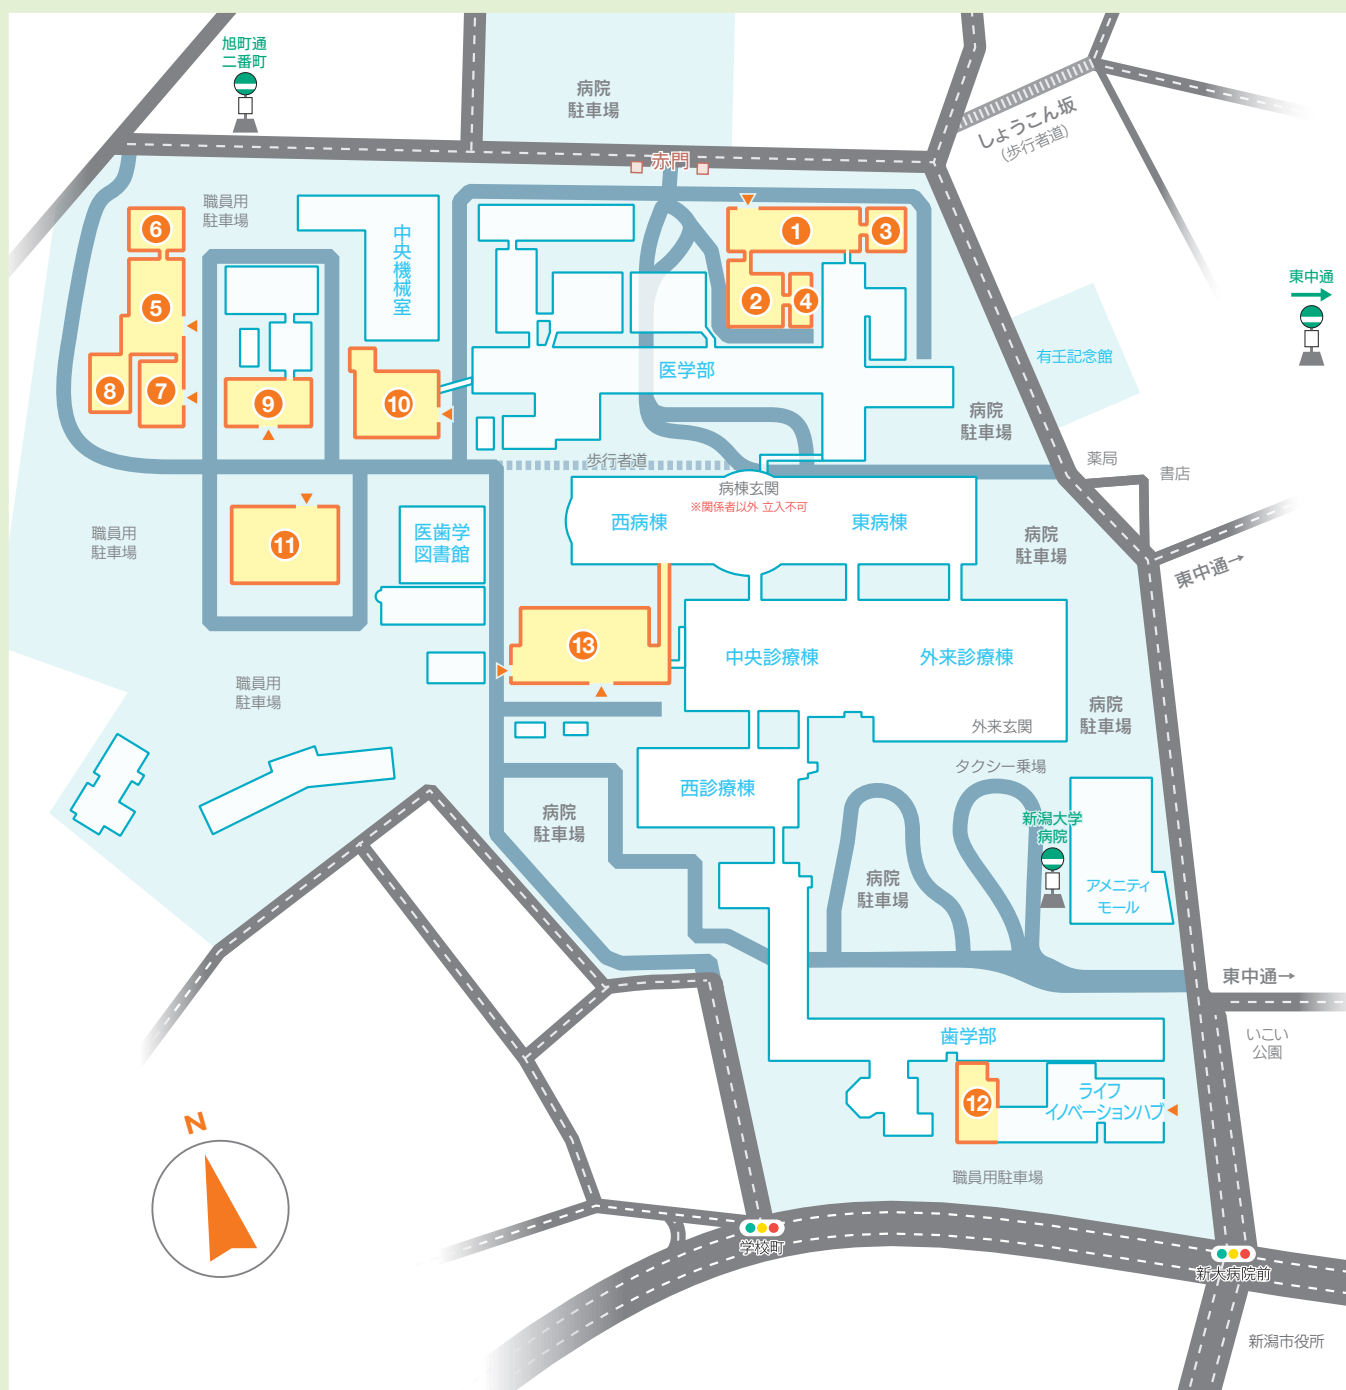 旭町通
二番町
病院
駐車場
しょうこん坂
(歩行者道)
赤門
職員用
駐車場
中央機械室
1
3
6
2
4
5
東中通
有壬記念館
医学部
8
7
9
10
病院
駐車場
歩行者道
薬局
書店
病棟玄関
※関係者以外 立入不可
西病棟
東病棟
職員用
駐車場
11
医歯学
図書館
病院
駐車場
東中通→
13
中央診療棟
外来診療棟
職員用
駐車場
病院
駐車場
外来玄関
タクシー乗場
西診療棟
病院
駐車場
新潟大学
病院
病院
駐車場
アメニティ
モール
東中通→
歯学部
いこい
公園
12
ライフ
イノベーションハブ
N
職員用駐車場
学校町
新大病院前
新潟市役所